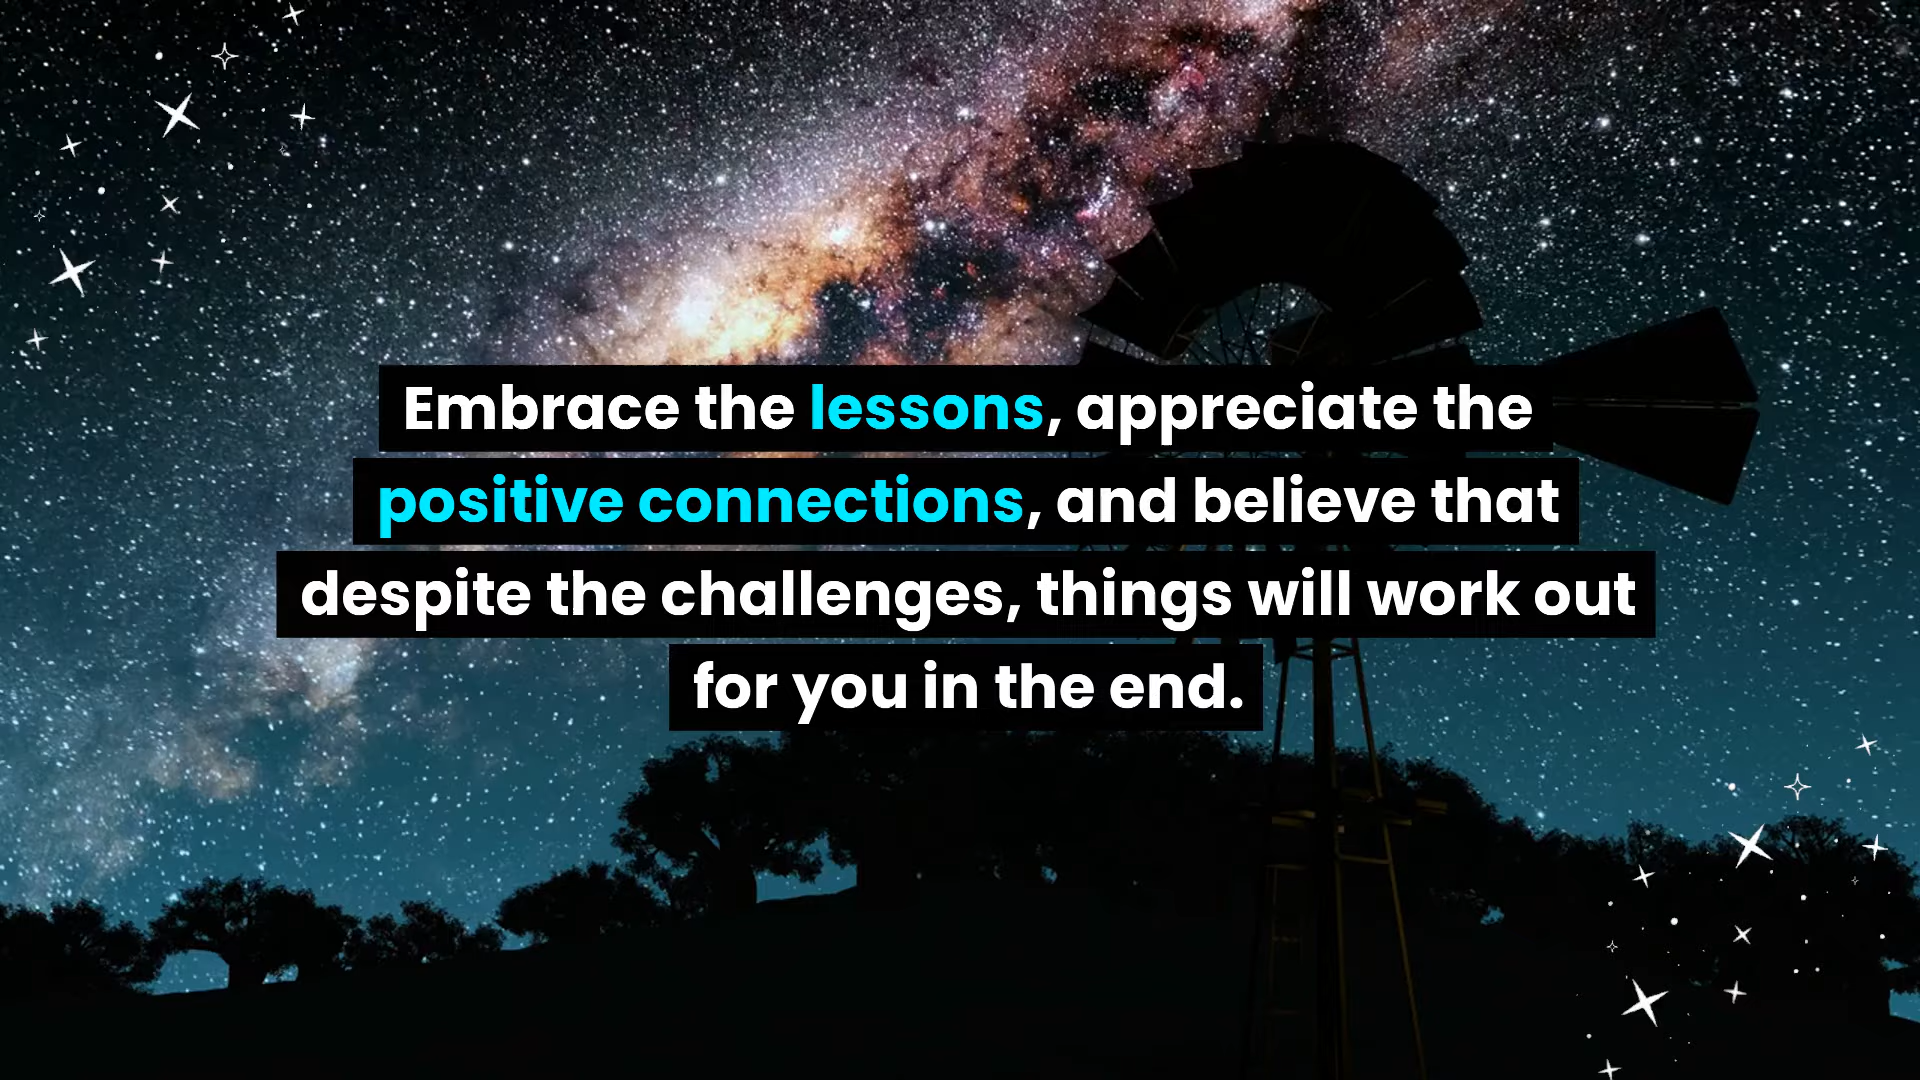 Embrace the lessons, appreciate the
positive connections, and believe that
despite the challenges, things will work out
for you in the end.